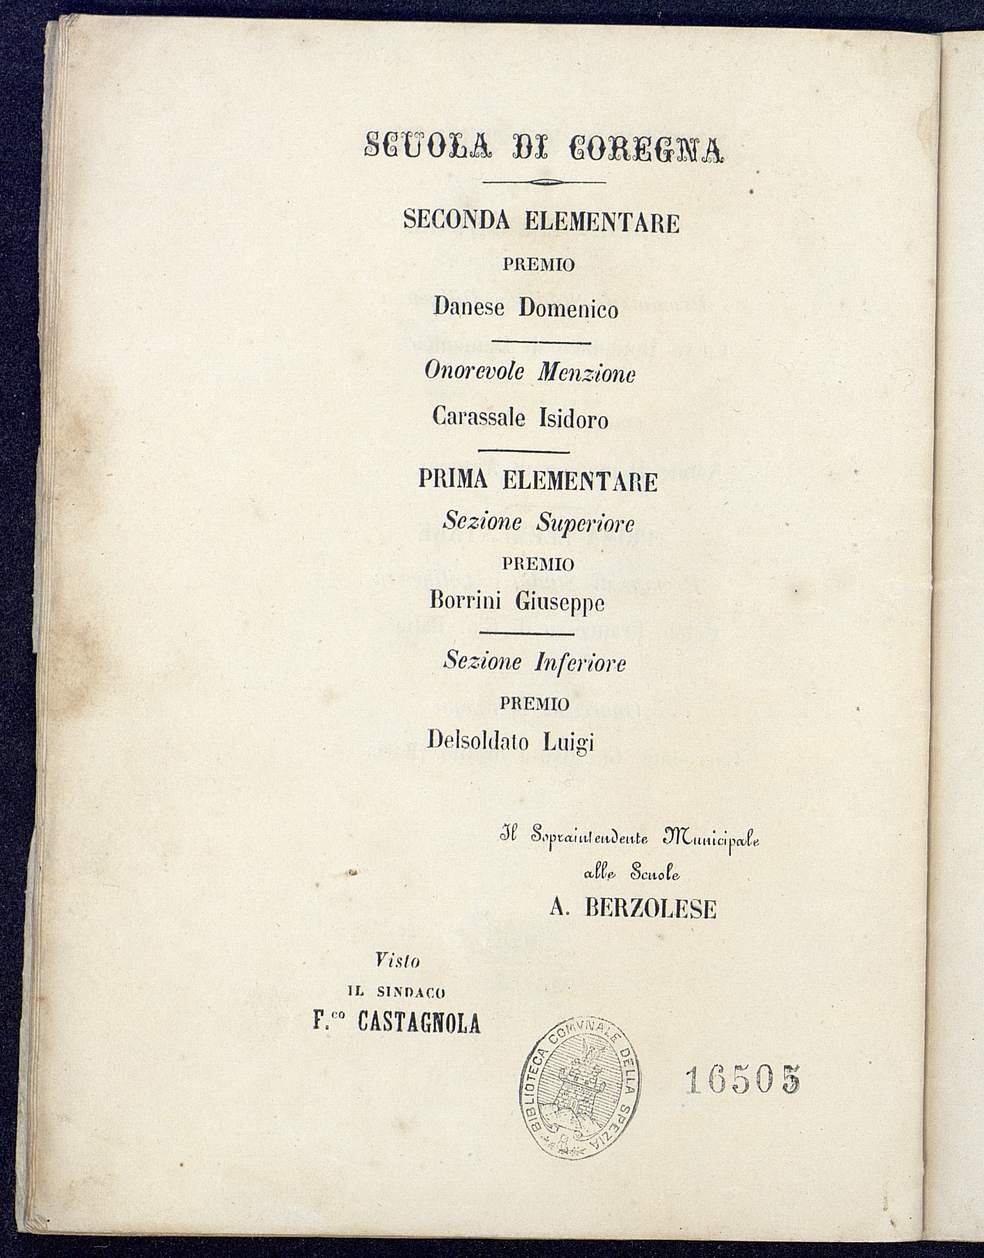 SCUOLA DI COREGNA
SECONDA ELEMENTARE
PREMIO
Danese Domenico
Onorevole Menzione
Carassale Isidoro
PRIMA ELEMENTARE
Sezione Superiore
PREMIO
Borrini Giuseppe
Sezione Inferiore
PREMIO
Delsoldato Luigi
Il Sopraintendente Municipale
alle Scuole
A. BERZOLESE
Visto
IL SINDACO
F.co CASTAGNOLA
BIBLIOTECA COMVNALE DELLA SPEZIA
16505